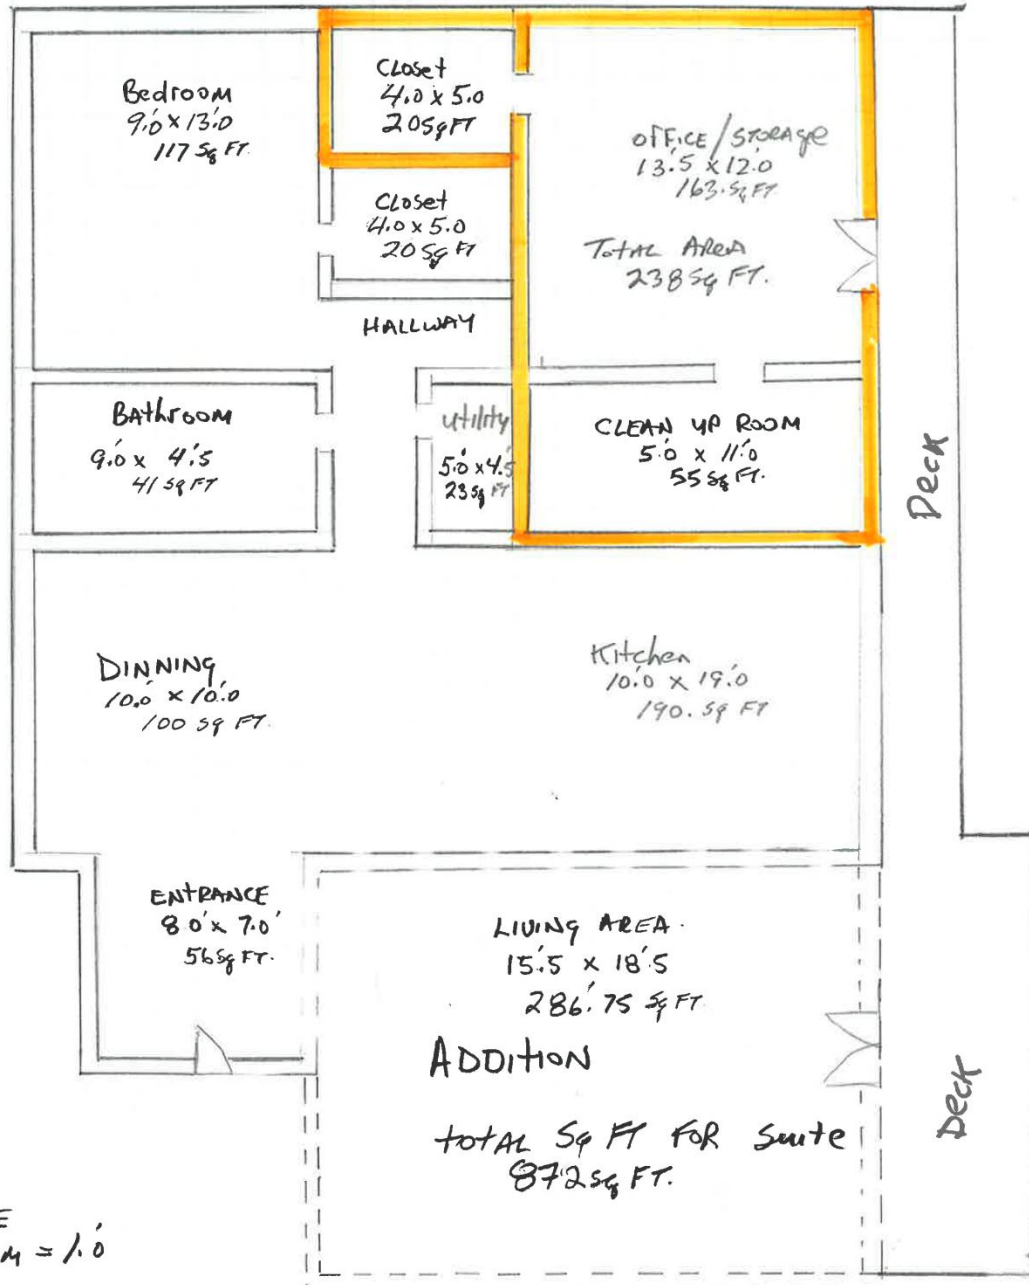 Bedroom
9.'0 x 13.'0
117 Sq FT.
Closet
4.0 x 5.0
20 Sq FT
Closet
4.0 x 5.0
20 Sq FT
OFFICE / STORAGE
13.'5 x 12.'0
163. Sq FT
TOTAL AREA
238 Sq FT.
HALLWAY
BAthrooM
9.'0 x 4.'5
41 Sq FT
utility
5.'0 x 4.'5
23 Sq FT
CLEAN UP ROOM
5.'0 x 11.'0
55 Sq FT.
Deck
DINNING
10.'0 x 10.'0
100 Sq FT.
Kitchen
10.'0 x 19.'0
190. Sq FT
ENTRANCE
8.0' x 7.0'
56 Sq FT.
LIVING AREA.
15.'5 x 18.'5
286.'75 Sq FT
ADDITION
Deck
totAL Sq FT FOR Suite
872 Sq FT.
= 1.'0